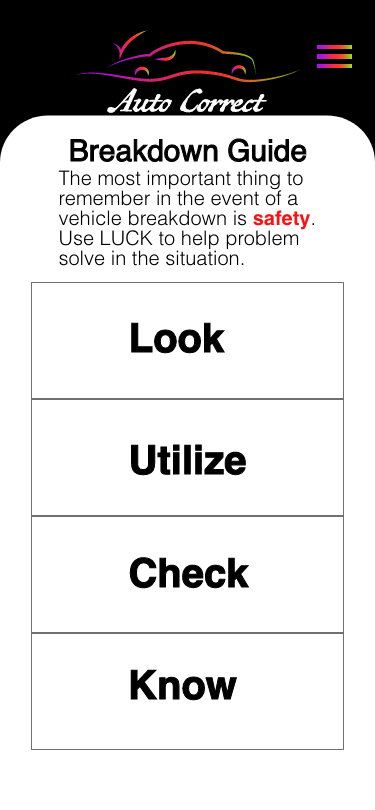 Auto Correct
Breakdown Guide
The most important thing to
remember in the event of a
vehicle breakdown is safety.
Use LUCK to help problem
solve in the situation.
Look
Utilize
Check
Know